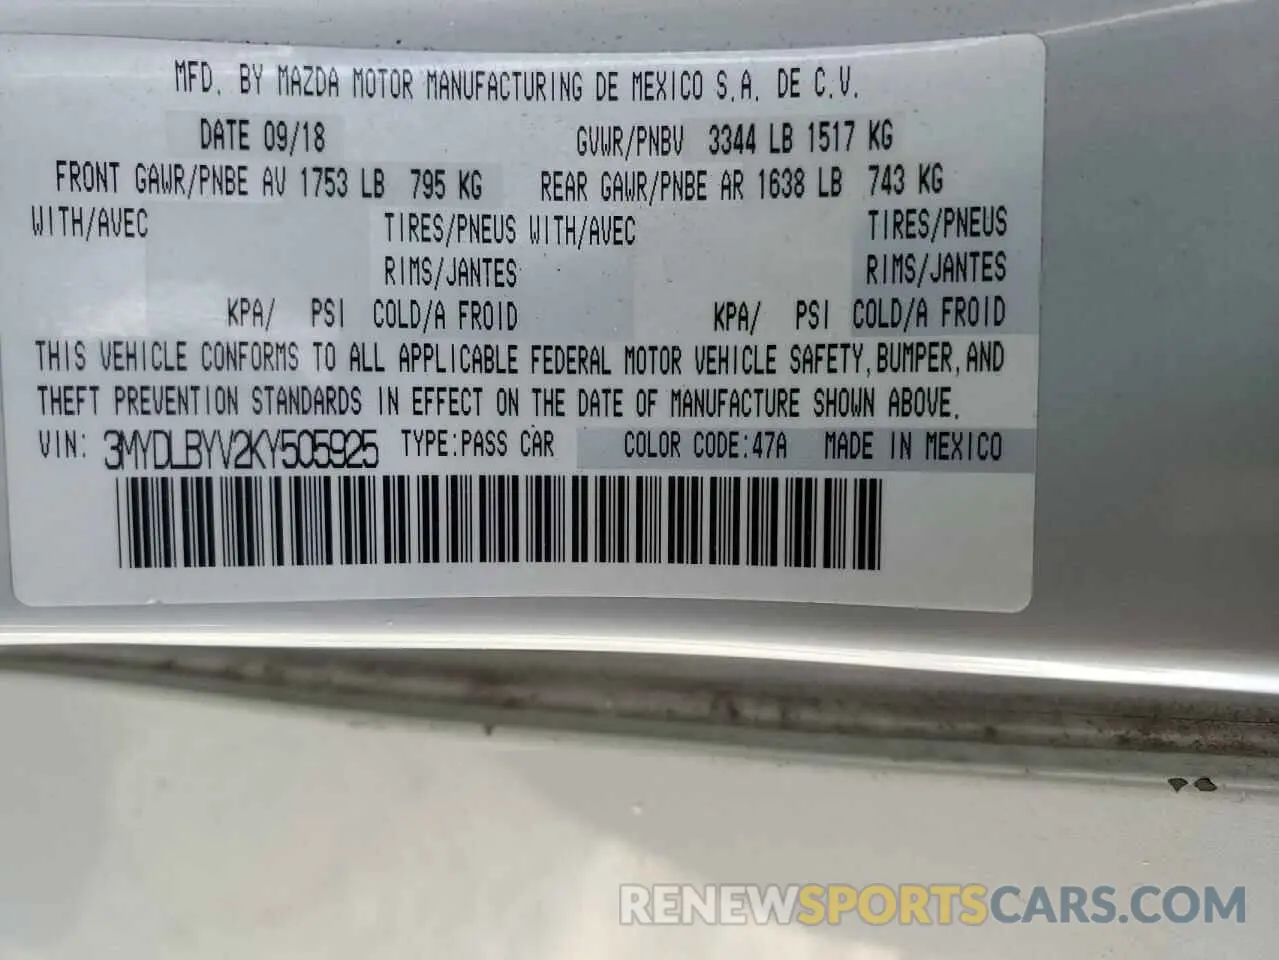 MFD. BY MAZDA MOTOR MANUFACTURING DE MEXICO S.A. DE C.V.
DATE 09/18 GVWR/PNBV 3344 LB 1517 KG
FRONT GAWR/PNBE AV 1753 LB 795 KG REAR GAWR/PNBE AR 1638 LB 743 KG
WITH/AVEC TIRES/PNEUS WITH/AVEC TIRES/PNEUS
RIMS/JANTES RIMS/JANTES
KPA/ PSI COLD/A FROID KPA/ PSI COLD/A FROID
THIS VEHICLE CONFORMS TO ALL APPLICABLE FEDERAL MOTOR VEHICLE SAFETY, BUMPER, AND
THEFT PREVENTION STANDARDS IN EFFECT ON THE DATE OF MANUFACTURE SHOWN ABOVE.
VIN: 3MYDLBYV2KY505925 TYPE:PASS CAR COLOR CODE:47A MADE IN MEXICO
RENEWSPORTSCARS.COM